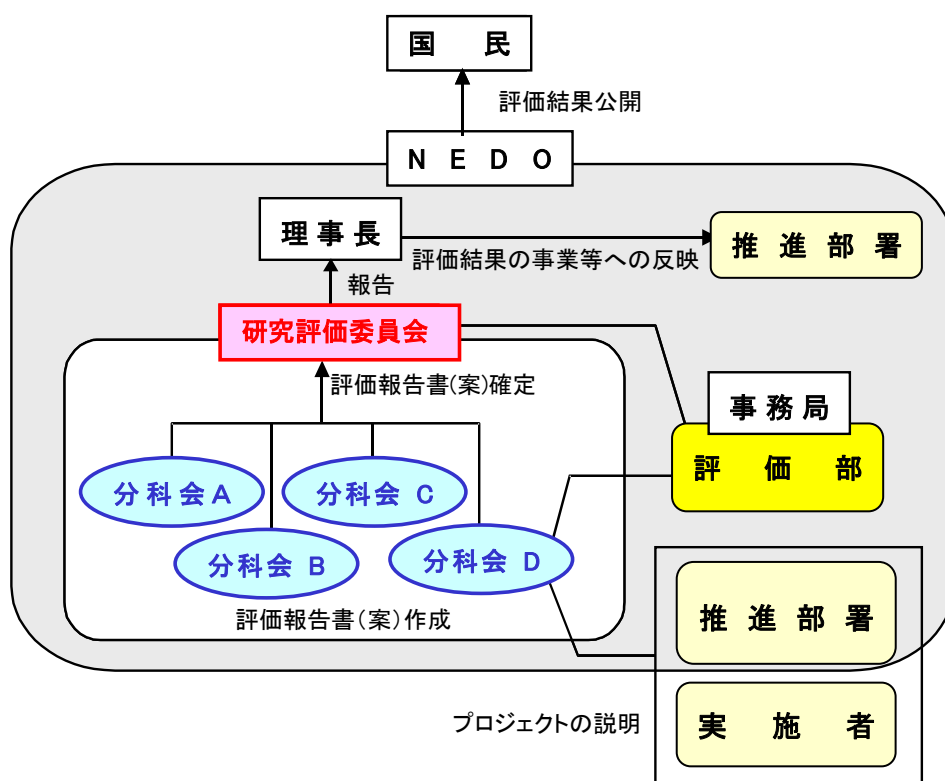 国 民
評価結果公開
N E D O
理事長
推進部署
評価結果の事業等への反映
報告
研究評価委員会
評価報告書(案)確定
事務局
評 価 部
分科会A
分科会 C
分科会 B
分科会 D
評価報告書(案)作成
推進部署
プロジェクトの説明
実 施 者